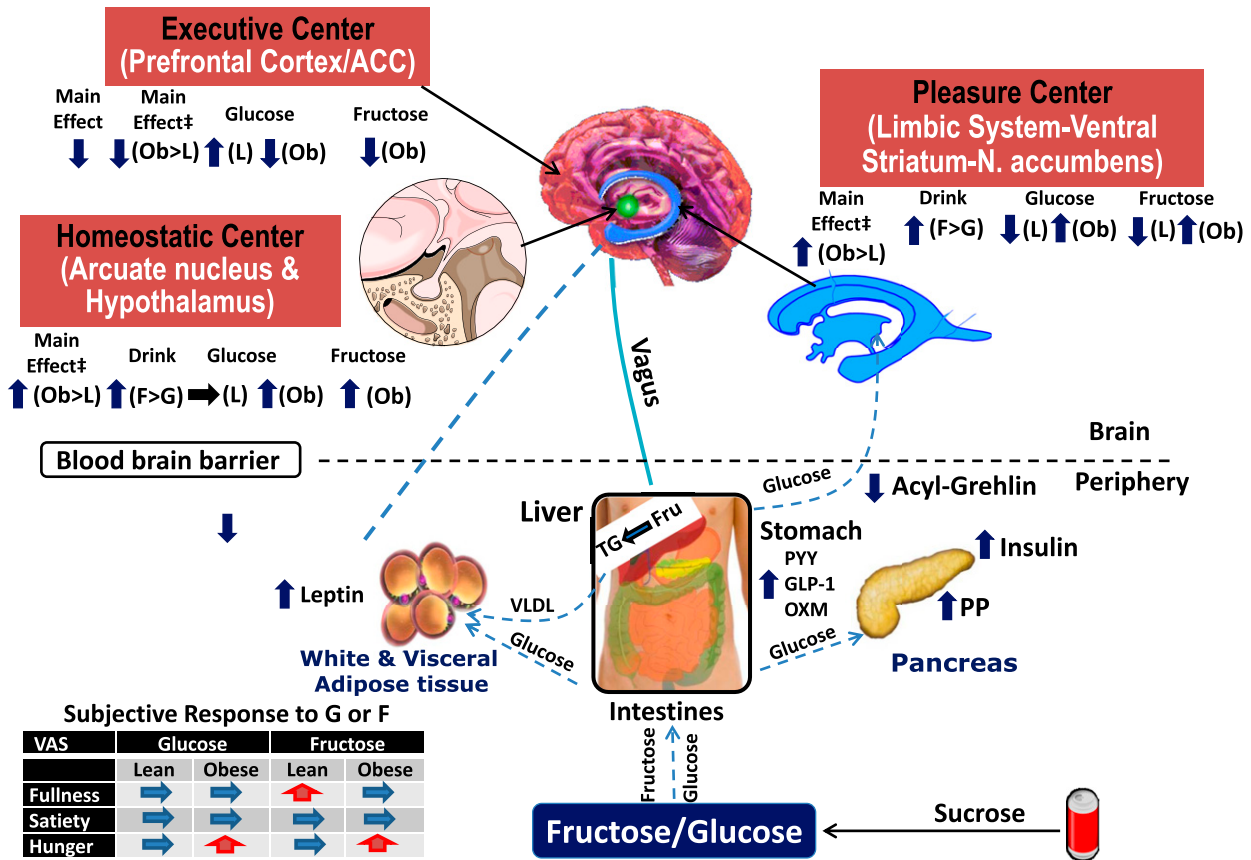 Executive Center
(Prefrontal Cortex/ACC)
Main
Effect
Main
Effect‡
(Ob>L)
Glucose
(L)
(Ob)
Fructose
(Ob)
Pleasure Center
(Limbic System-Ventral
Striatum-N. accumbens)
Main
Effect‡
(Ob>L)
Drink
(F>G)
Glucose
(L)
(Ob)
Fructose
(L)
(Ob)
Homeostatic Center
(Arcuate nucleus &
Hypothalamus)
Main
Effect‡
(Ob>L)
Drink
(F>G)
Glucose
(L)
(Ob)
Fructose
(Ob)
Vagus
Blood brain barrier
Brain
Periphery
Glucose
Acyl-Grehlin
Liver
TG
Fru
Stomach
PYY
GLP-1
OXM
Insulin
PP
Glucose
Pancreas
Leptin
VLDL
Glucose
White & Visceral
Adipose tissue
Intestines
Fructose
Glucose
Fructose/Glucose
Sucrose
Subjective Response to G or F
VAS Glucose Fructose
Lean Obese Lean Obese
Fullness
Satiety
Hunger